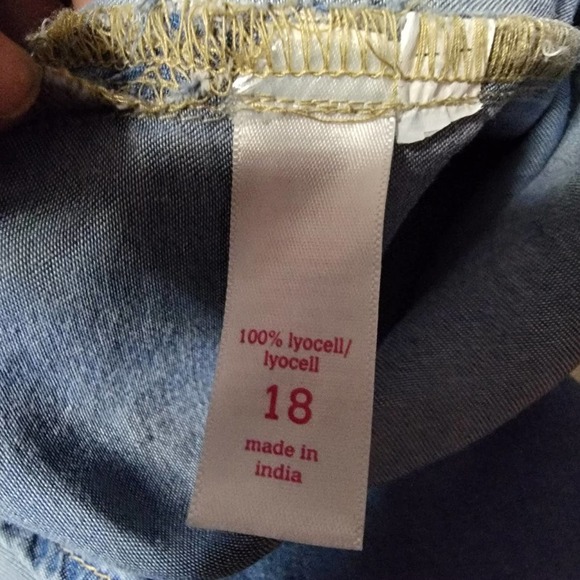 100% lyocell/
lyocell
18
made in
india